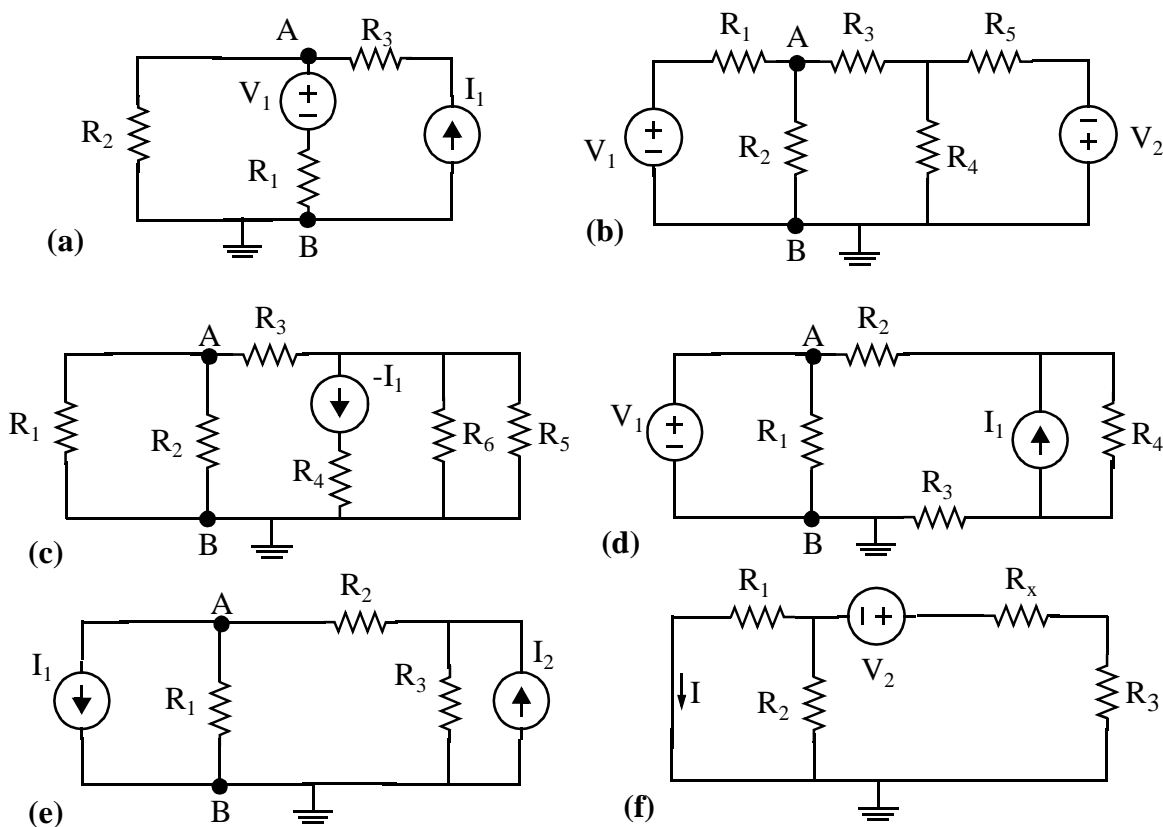 A R₃
V₁ + − I₁
R₂
R₁
(a) B
R₁ A R₃ R₅
V₁ + − R₂ R₄ − + V₂
(b) B
A R₃
-I₁
R₁ R₂ R₆ R₅
R₄
(c) B
A R₂
V₁ + − R₁ I₁ R₄
R₃
(d) B
A R₂
I₁ R₁ R₃ I₂
(e) B
R₁ − + Rₓ
V₂
I R₂ R₃
(f)